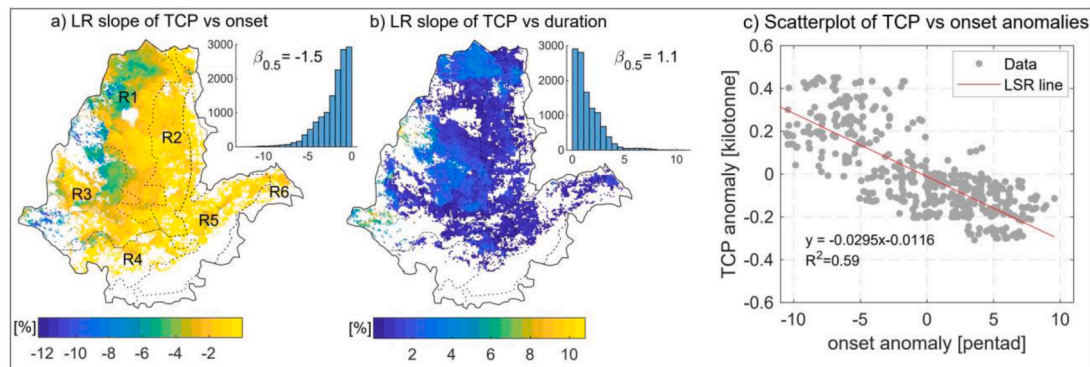 a) LR slope of TCP vs onset
β0.5 = -1.5
3000
2000
1000
0
-10 -5 0
R1
R2
R3
R4
R5
R6
[%]
-12 -10 -8 -6 -4 -2
b) LR slope of TCP vs duration
β0.5 = 1.1
3000
2000
1000
0
0 5 10
[%]
2 4 6 8 10
c) Scatterplot of TCP vs onset anomalies
TCP anomaly [kilotonne]
0.6
0.4
0.2
0
-0.2
-0.4
-0.6
Data
LSR line
y = -0.0295x-0.0116
R²=0.59
-10 -5 0 5 10
onset anomaly [pentad]